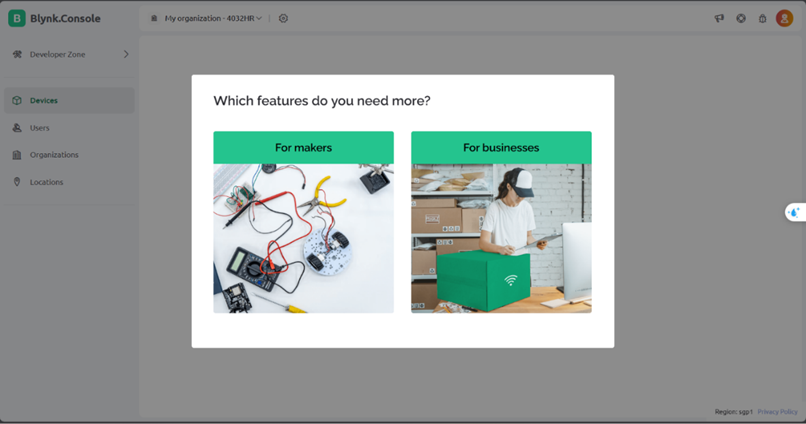 B Blynk.Console
My organization - 4032HR
Developer Zone
Devices
Users
Organizations
Locations
Which features do you need more?
For makers
For businesses
Region: sgp1 Privacy Policy